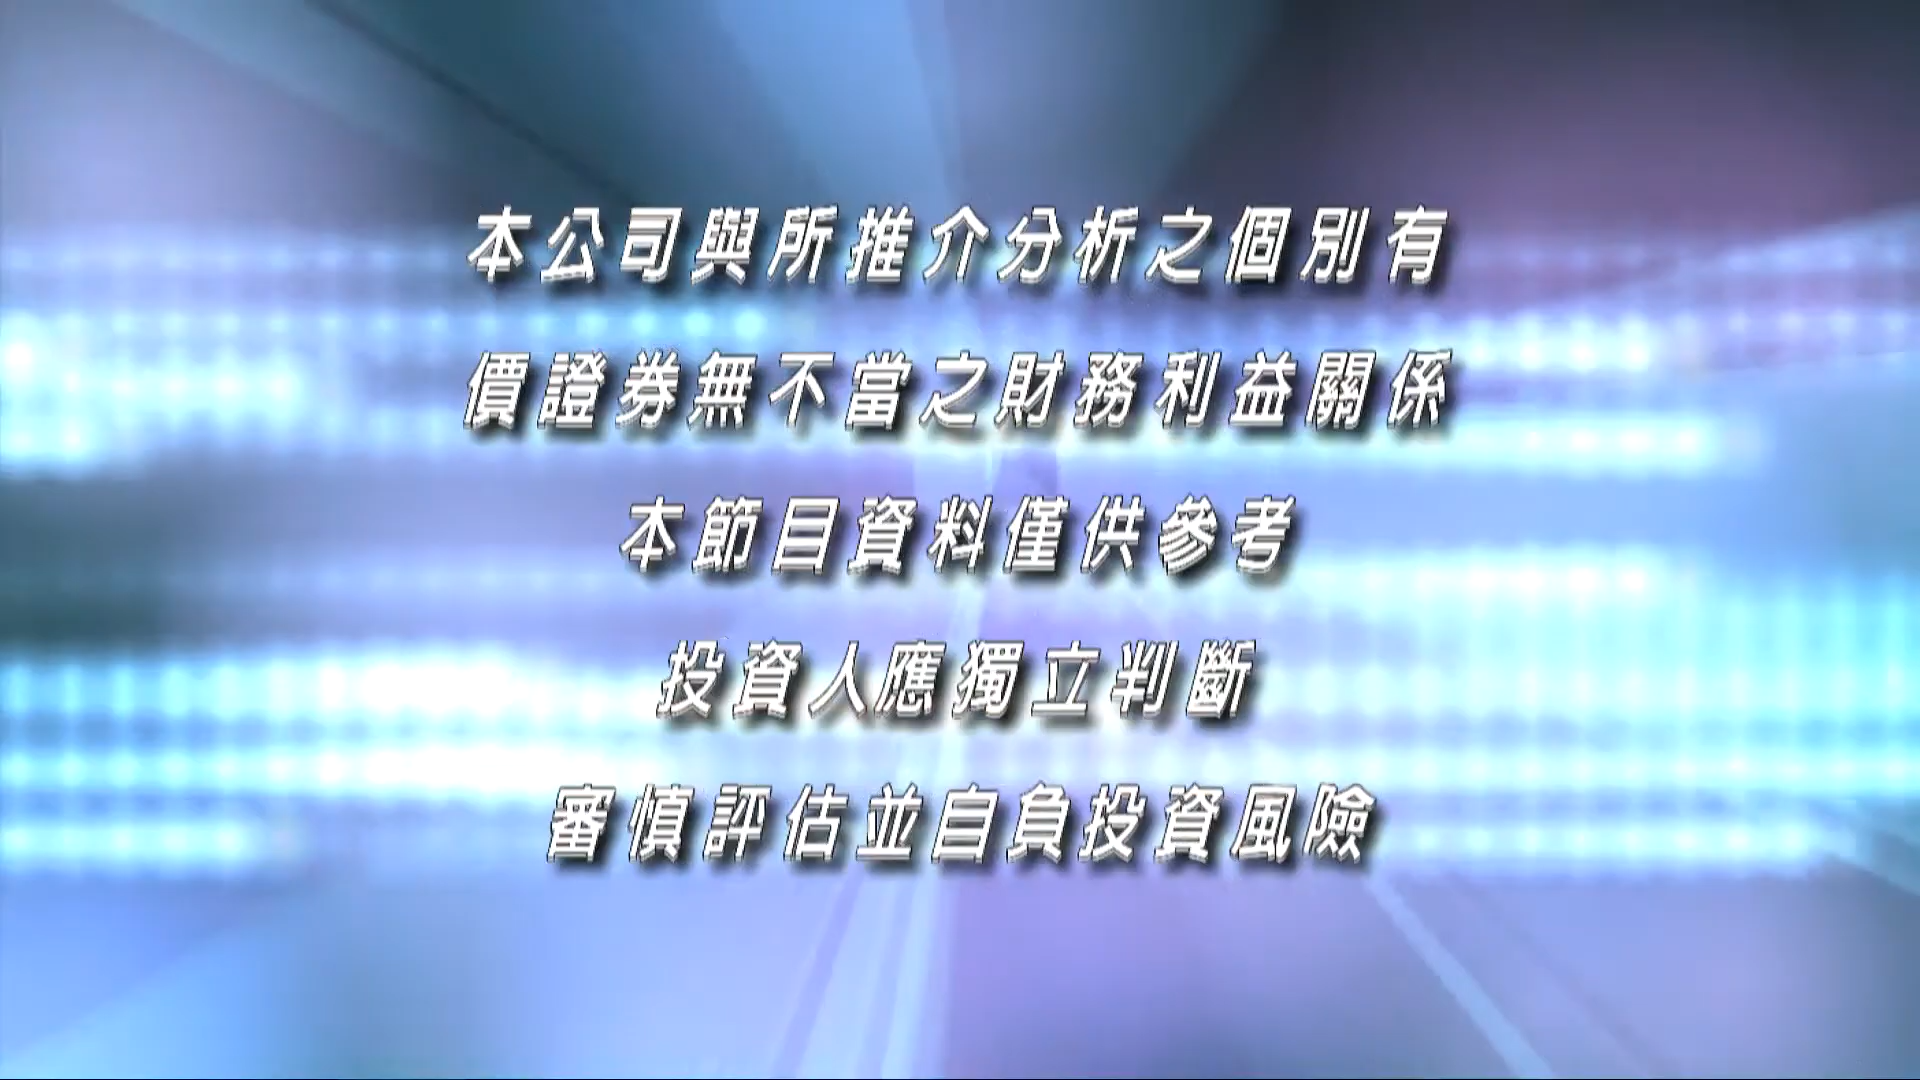 本公司與所推介分析之個別有
價證券無不當之財務利益關係
本節目資料僅供參考
投資人應獨立判斷
審慎評估並自負投資風險